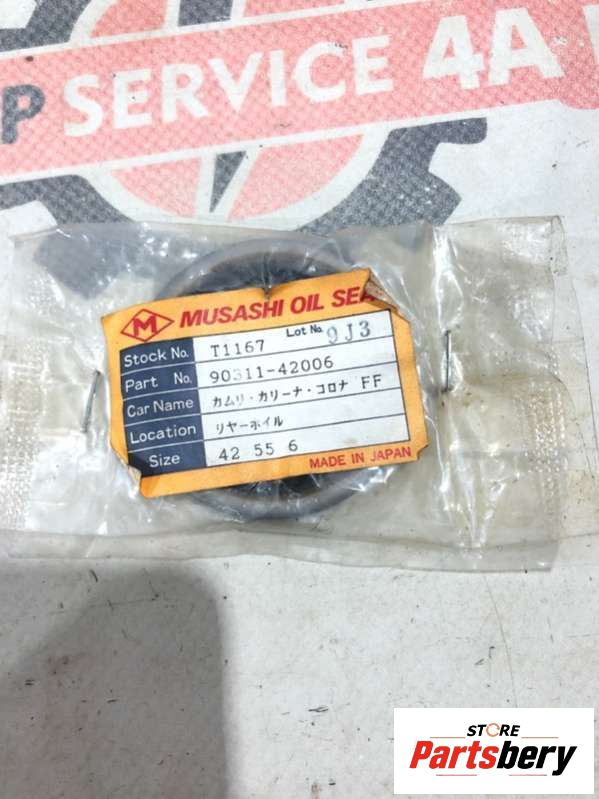 P SERVICE 4A
M MUSASHI OIL SEA
Stock No. T1167 Lot No. 9J3
Part No. 90311-42006
Car Name カムリ・カリーナ・コロナ FF
Location リヤーホイル
Size 42 55 6
MADE IN JAPAN
STORE
Partsbery